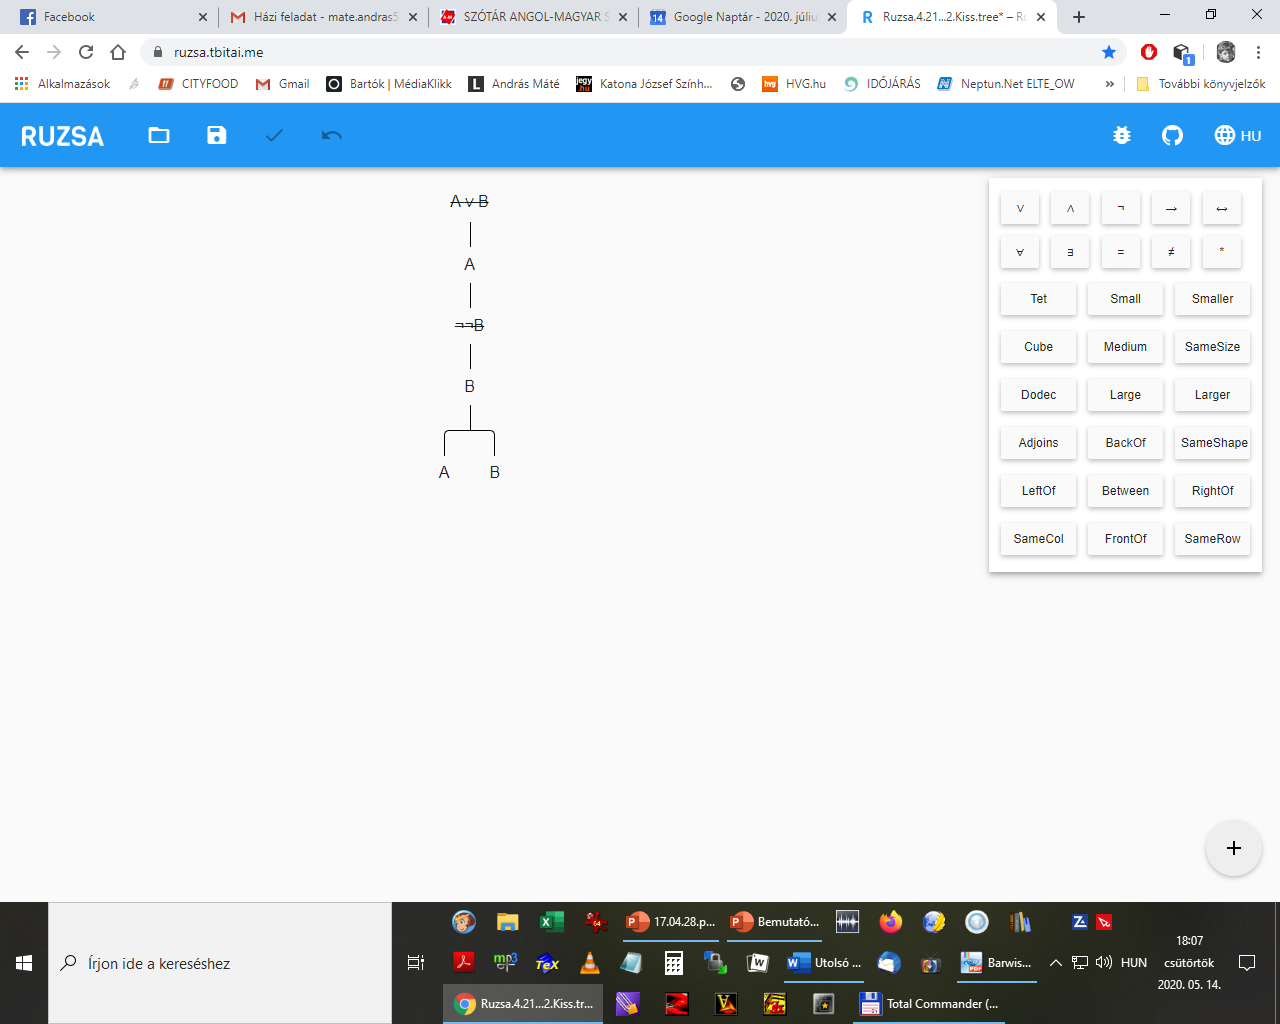 Facebook
Házi feladat - mate.andras5
SZÓTÁR ANGOL-MAGYAR S
Google Naptár - 2020. júliu
Ruzsa.4.21...2.Kiss.tree* – Ru
ruzsa.tbitai.me
Alkalmazások
CITYFOOD
Gmail
Bartók | MédiaKlikk
András Máté
Katona József Szính...
HVG.hu
IDŐJÁRÁS
Neptun.Net ELTE_OW
»
További könyvjelzők
RUZSA
HU
A ∨ B
A
¬¬B
B
A B
∨ ∧ ¬ → ↔
∀ ∃ = ≠ *
Tet Small Smaller
Cube Medium SameSize
Dodec Large Larger
Adjoins BackOf SameShape
LeftOf Between RightOf
SameCol FrontOf SameRow
+
17.04.28.p...
Bemutató...
Írjon ide a kereséshez
Utolsó ...
Barwis...
HUN
18:07
csütörtök
2020. 05. 14.
Ruzsa.4.21...2.Kiss.tr...
Total Commander (...